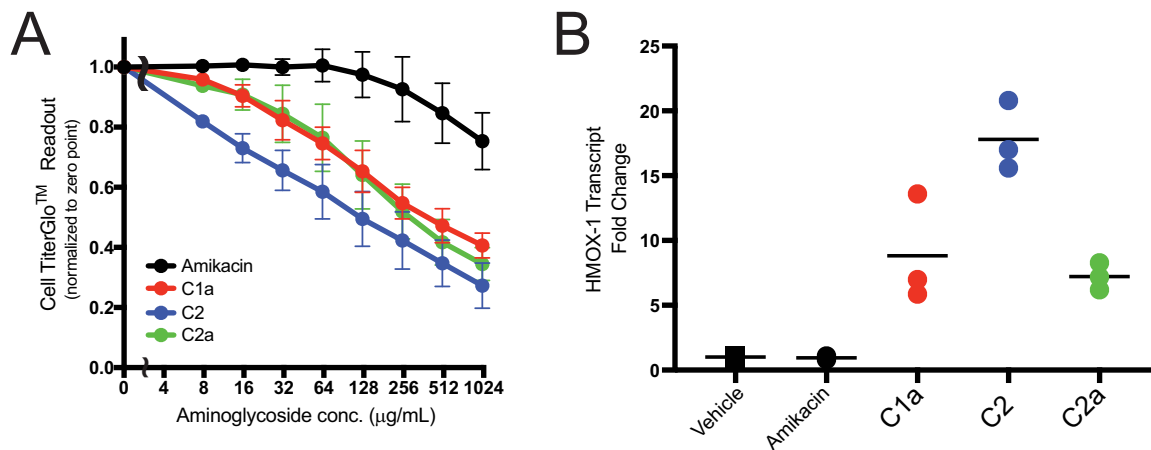 A
Cell TiterGlo™ Readout
(normalized to zero point)
1.0
0.8
0.6
0.4
0.2
0.0
Amikacin
C1a
C2
C2a
0 4 8 16 32 64 128 256 512 1024
Aminoglycoside conc. (μg/mL)
B
HMOX-1 Transcript
Fold Change
25
20
15
10
5
0
Vehicle
Amikacin
C1a
C2
C2a